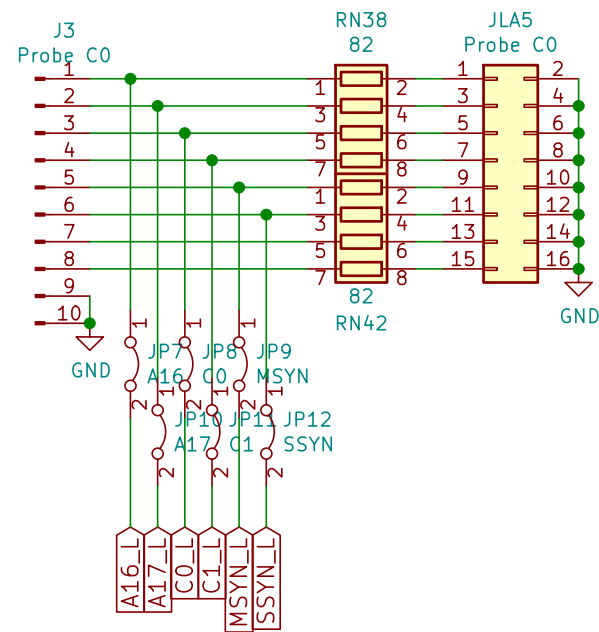 J3
Probe C0
1
2
3
4
5
6
7
8
9
10
GND
RN38
82
1 2
3 4
5 6
7 8
1 2
3 4
5 6
7 8
82
RN42
JLA5
Probe C0
1 2
3 4
5 6
7 8
9 10
11 12
13 14
15 16
GND
1 1 1
JP7 JP8 JP9
A16 C0 MSYN
2 2 2
1 1 1
JP10 JP11 JP12
A17 C1 SSYN
2 2 2
A16_L
A17_L
C0_L
C1_L
MSYN_L
SSYN_L